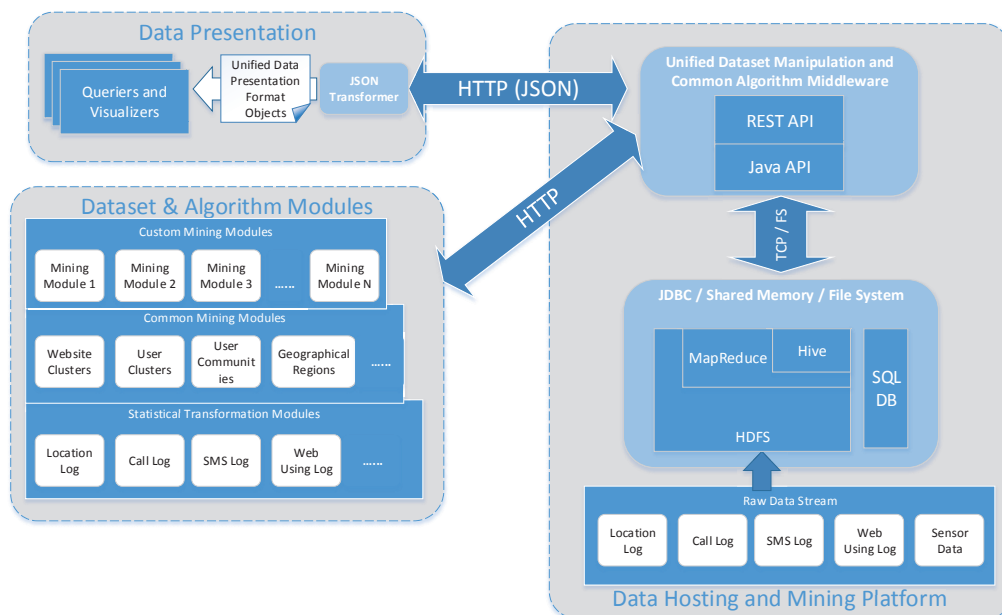 Data Presentation
Queriers and
Visualizers
Unified Data
Presentation
Format
Objects
JSON
Transformer
HTTP (JSON)
HTTP
Dataset & Algorithm Modules
Custom Mining Modules
Mining
Module 1
Mining
Module 2
Mining
Module 3
......
Mining
Module N
Common Mining Modules
Website
Clusters
User
Clusters
User
Communit
ies
Geographical
Regions
......
Statistical Transformation Modules
Location
Log
Call Log
SMS Log
Web
Using Log
......
Unified Dataset Manipulation and
Common Algorithm Middleware
REST API
Java API
TCP / FS
JDBC / Shared Memory / File System
MapReduce
Hive
HDFS
SQL
DB
Raw Data Stream
Location
Log
Call Log
SMS Log
Web
Using Log
Sensor
Data
Data Hosting and Mining Platform